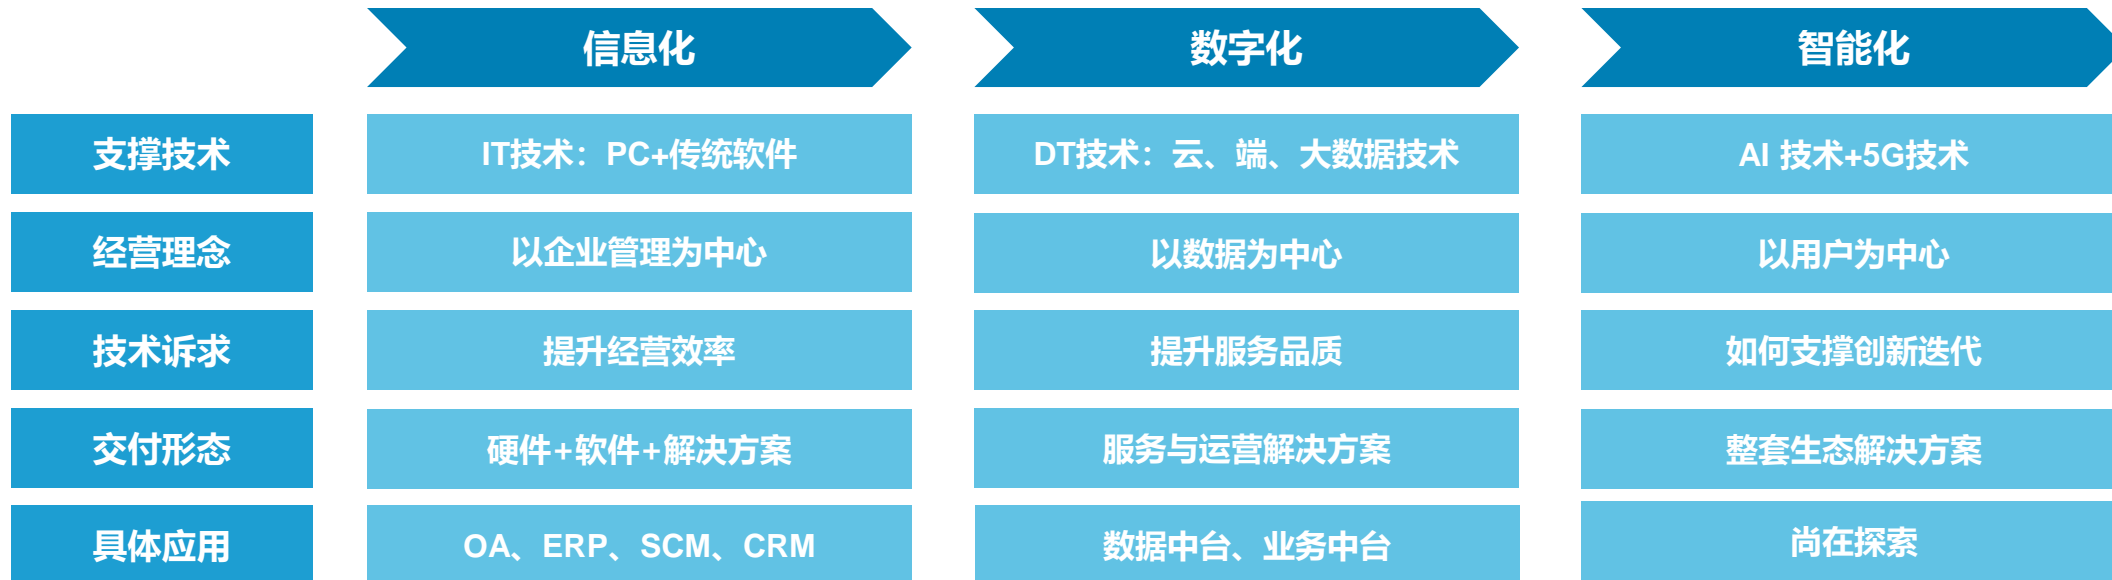 信息化
数字化
智能化
支撑技术
IT技术：PC+传统软件
DT技术：云、端、大数据技术
AI 技术+5G技术
经营理念
以企业管理为中心
以数据为中心
以用户为中心
技术诉求
提升经营效率
提升服务品质
如何支撑创新迭代
交付形态
硬件+软件+解决方案
服务与运营解决方案
整套生态解决方案
具体应用
OA、ERP、SCM、CRM
数据中台、业务中台
尚在探索